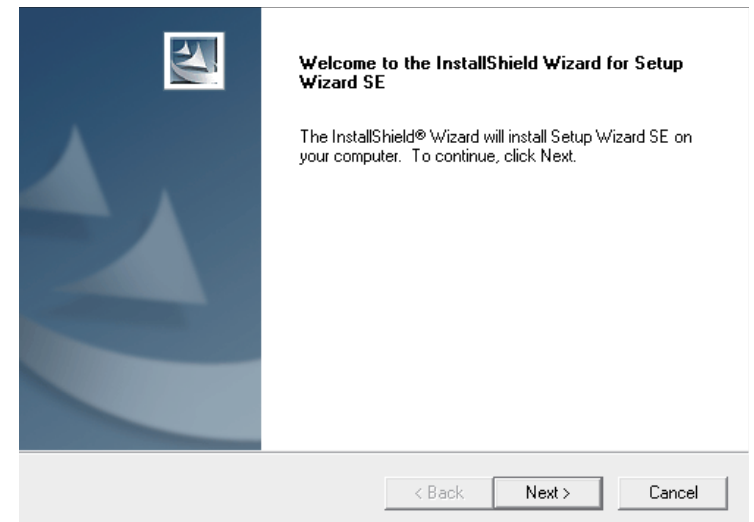 Welcome to the InstallShield Wizard for Setup
Wizard SE
The InstallShield® Wizard will install Setup Wizard SE on
your computer.  To continue, click Next.
< Back
Next >
Cancel